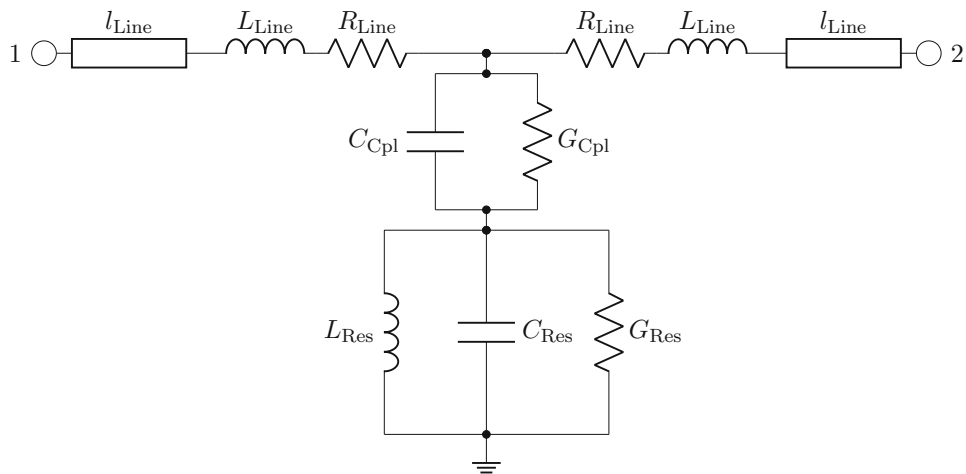 l_Line L_Line R_Line R_Line L_Line l_Line
1 2
C_Cpl G_Cpl
L_Res C_Res G_Res